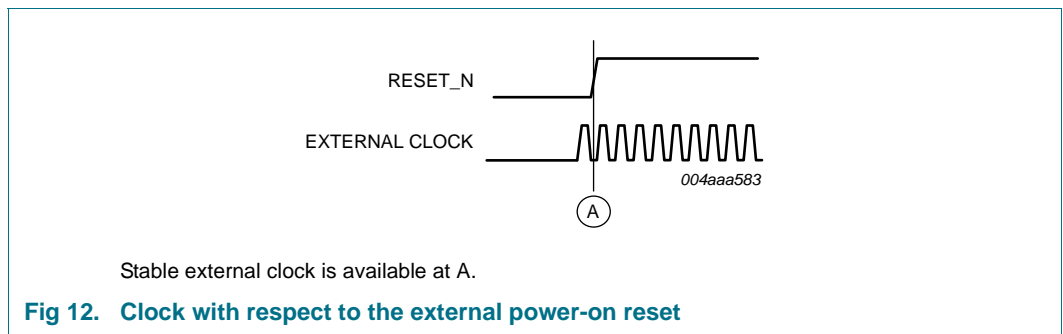 RESET_N
EXTERNAL CLOCK
004aaa583
A
Stable external clock is available at A.
Fig 12. Clock with respect to the external power-on reset